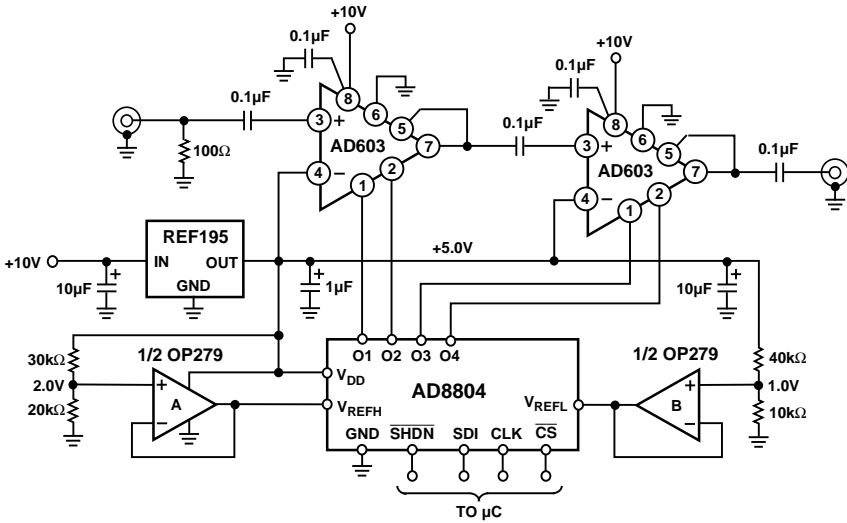 +10V
0.1µF
8
6
5
0.1µF
3
+
AD603
7
4
–
2
1
100Ω
+10V
0.1µF
8
6
5
0.1µF
3
+
AD603
7
0.1µF
4
–
2
1
REF195
+10V
IN
OUT
GND
+5.0V
10µF
+
1µF
+
10µF
+
1/2 OP279
30kΩ
2.0V
20kΩ
+
A
–
O1 O2 O3 O4
VDD
AD8804
VREFH
VREFL
GND SHDN SDI CLK CS
TO µC
1/2 OP279
40kΩ
1.0V
10kΩ
+
B
–